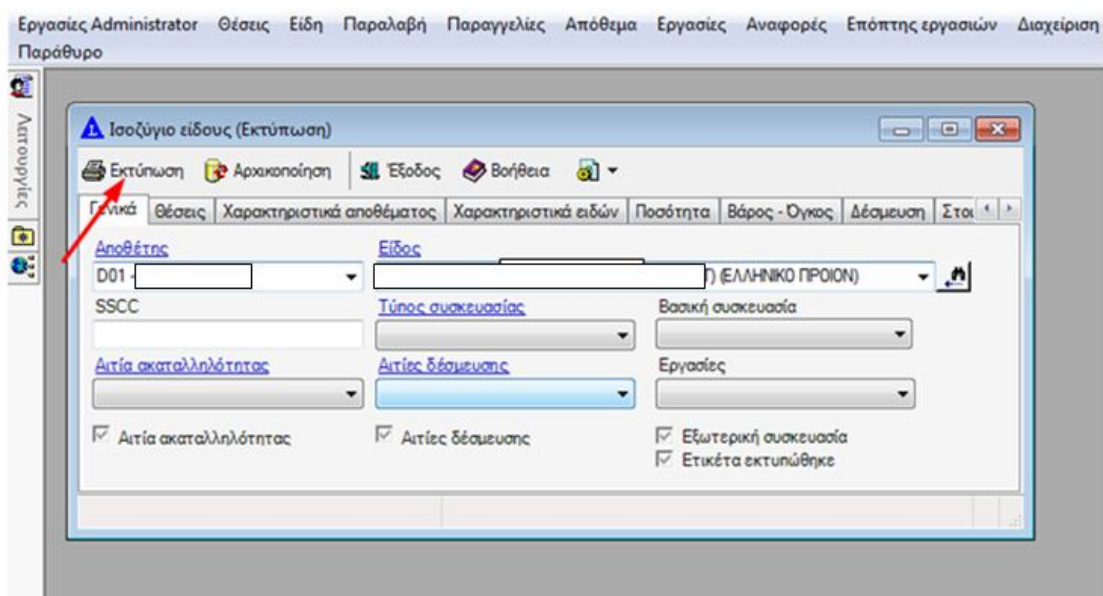 Εργασίες Administrator Θέσεις Είδη Παραλαβή Παραγγελίες Απόθεμα Εργασίες Αναφορές Επόπτης εργασιών Διαχείριση
Παράθυρο
Λειτουργίες
Ισοζύγιο είδους (Εκτύπωση)
Εκτύπωση Αρχικοποίηση Έξοδος Βοήθεια
Γενικά Θέσεις Χαρακτηριστικά αποθέματος Χαρακτηριστικά ειδών Ποσότητα Βάρος - Όγκος Δέσμευση Στοι
Αποθέτης Είδος
D01 - Τ) (ΕΛΛΗΝΙΚΟ ΠΡΟΙΟΝ)
SSCC Τύπος συσκευασίας Βασική συσκευασία
Αιτία ακαταλληλότητας Αιτίες δέσμευσης Εργασίες
Αιτία ακαταλληλότητας Αιτίες δέσμευσης Εξωτερική συσκευασία
Ετικέτα εκτυπώθηκε